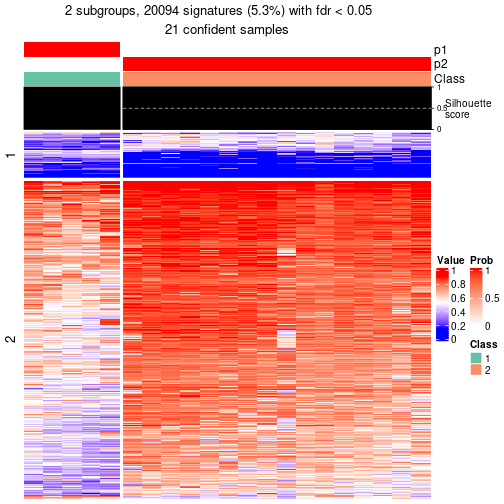 2 subgroups, 20094 signatures (5.3%) with fdr < 0.05
21 confident samples
p1
p2
Class
1
0.5
0
Silhouette
score
1
2
Value
1
0.8
0.6
0.4
0.2
0
Prob
1
0.5
0
Class
1
2